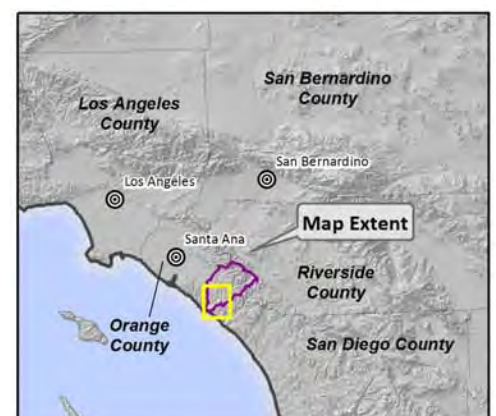 San Bernardino
County
Los Angeles
County
San Bernardino
Los Angeles
Map Extent
Santa Ana
Riverside
County
Orange
County
San Diego County